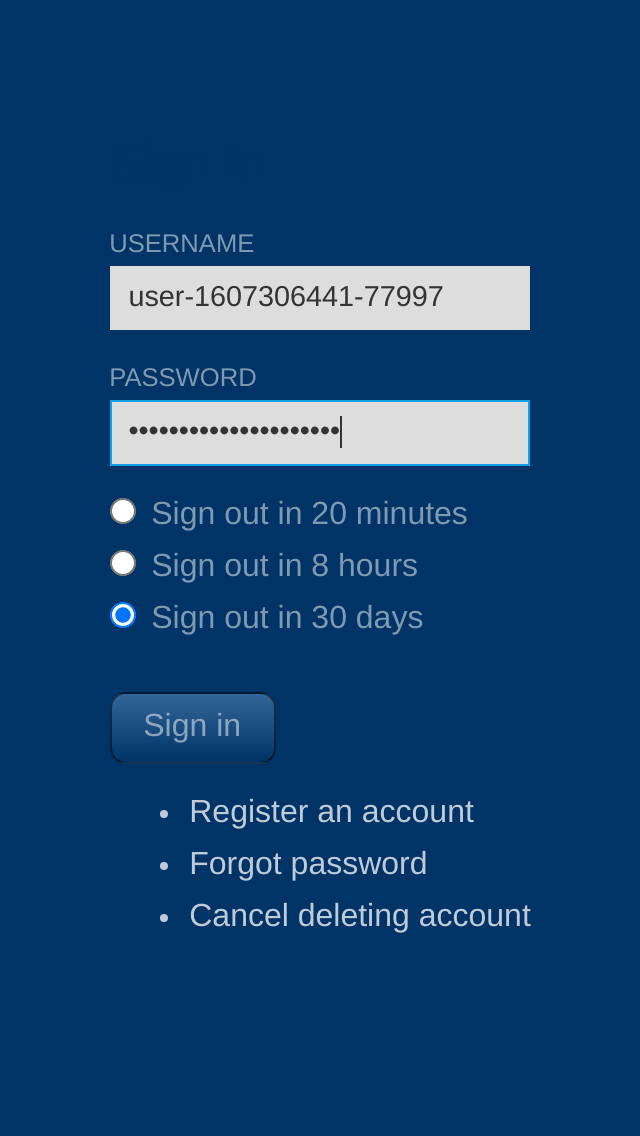 USERNAME
user-1607306441-77997
PASSWORD
•••••••••••••••••••••
Sign out in 20 minutes
Sign out in 8 hours
Sign out in 30 days
Sign in
• Register an account
• Forgot password
• Cancel deleting account